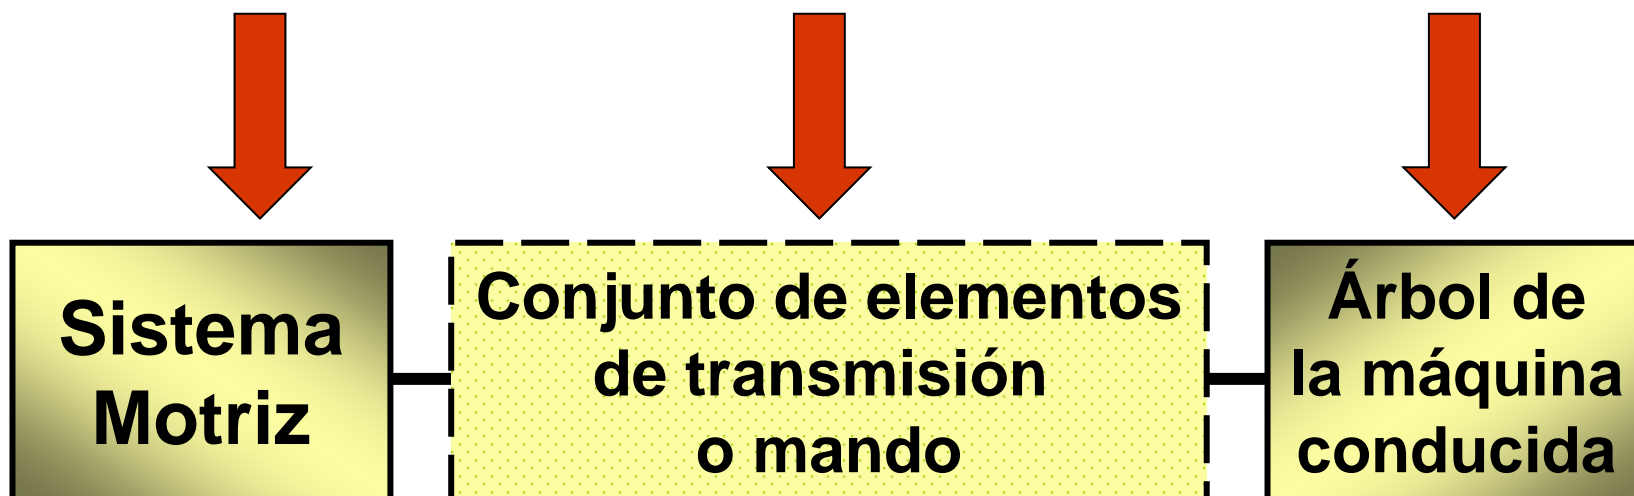 Sistema
Motriz
Conjunto de elementos
de transmisión
o mando
Árbol de
la máquina
conducida